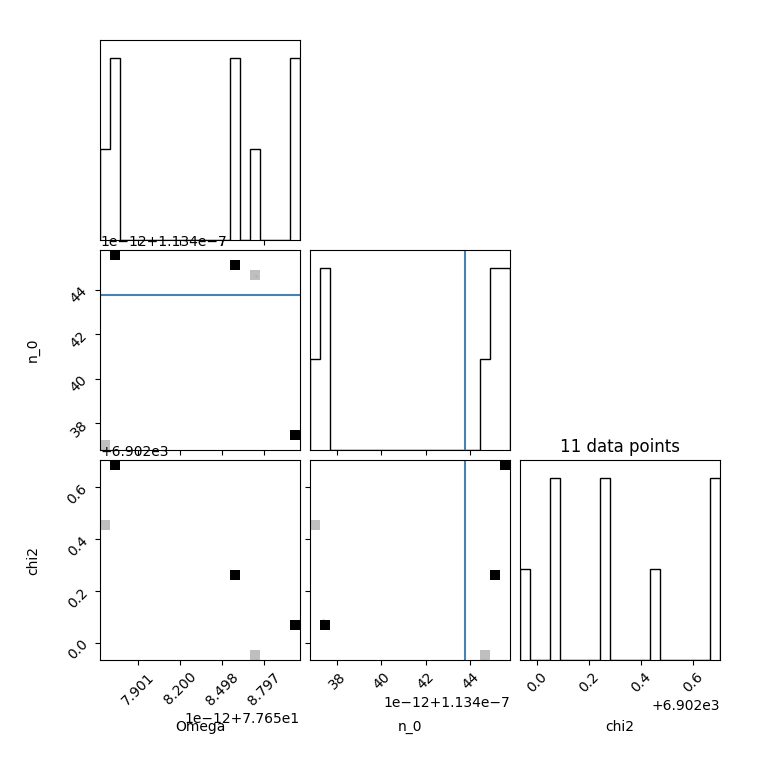 1e−12+1.134e−7
44
42
40
38
n_0
+6.902e3
11 data points
0.6
0.4
0.2
0.0
chi2
7.901
8.200
8.498
8.797
1e−12+7.765e1
Omega
38
40
42
44
1e−12+1.134e−7
n_0
0.0
0.2
0.4
0.6
+6.902e3
chi2